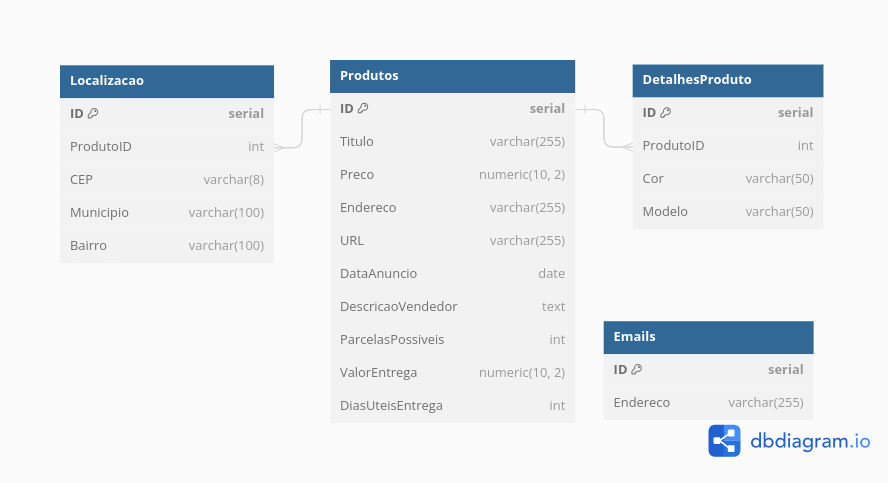 Localizacao
ID serial
ProdutoID int
CEP varchar(8)
Municipio varchar(100)
Bairro varchar(100)
Produtos
ID serial
Titulo varchar(255)
Preco numeric(10, 2)
Endereco varchar(255)
URL varchar(255)
DataAnuncio date
DescricaoVendedor text
ParcelasPossiveis int
ValorEntrega numeric(10, 2)
DiasUteisEntrega int
DetalhesProduto
ID serial
ProdutoID int
Cor varchar(50)
Modelo varchar(50)
Emails
ID serial
Endereco varchar(255)
dbdiagram.io